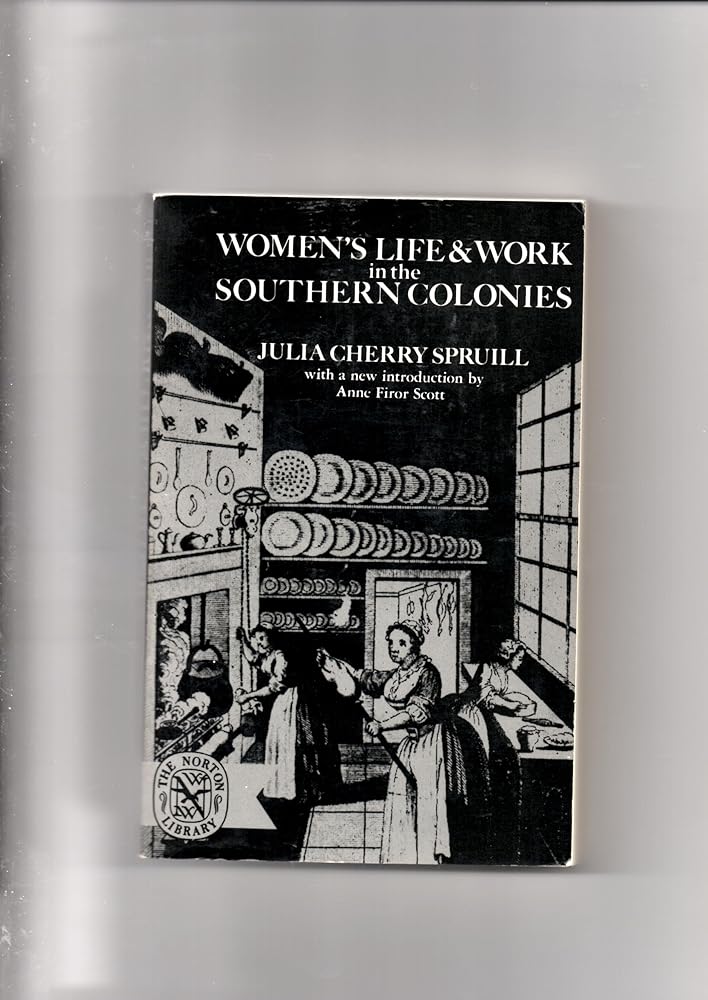 WOMEN'S LIFE & WORK
in the
SOUTHERN COLONIES
JULIA CHERRY SPRUILL
with a new introduction by
Anne Firor Scott
THE NORTON
LIBRARY